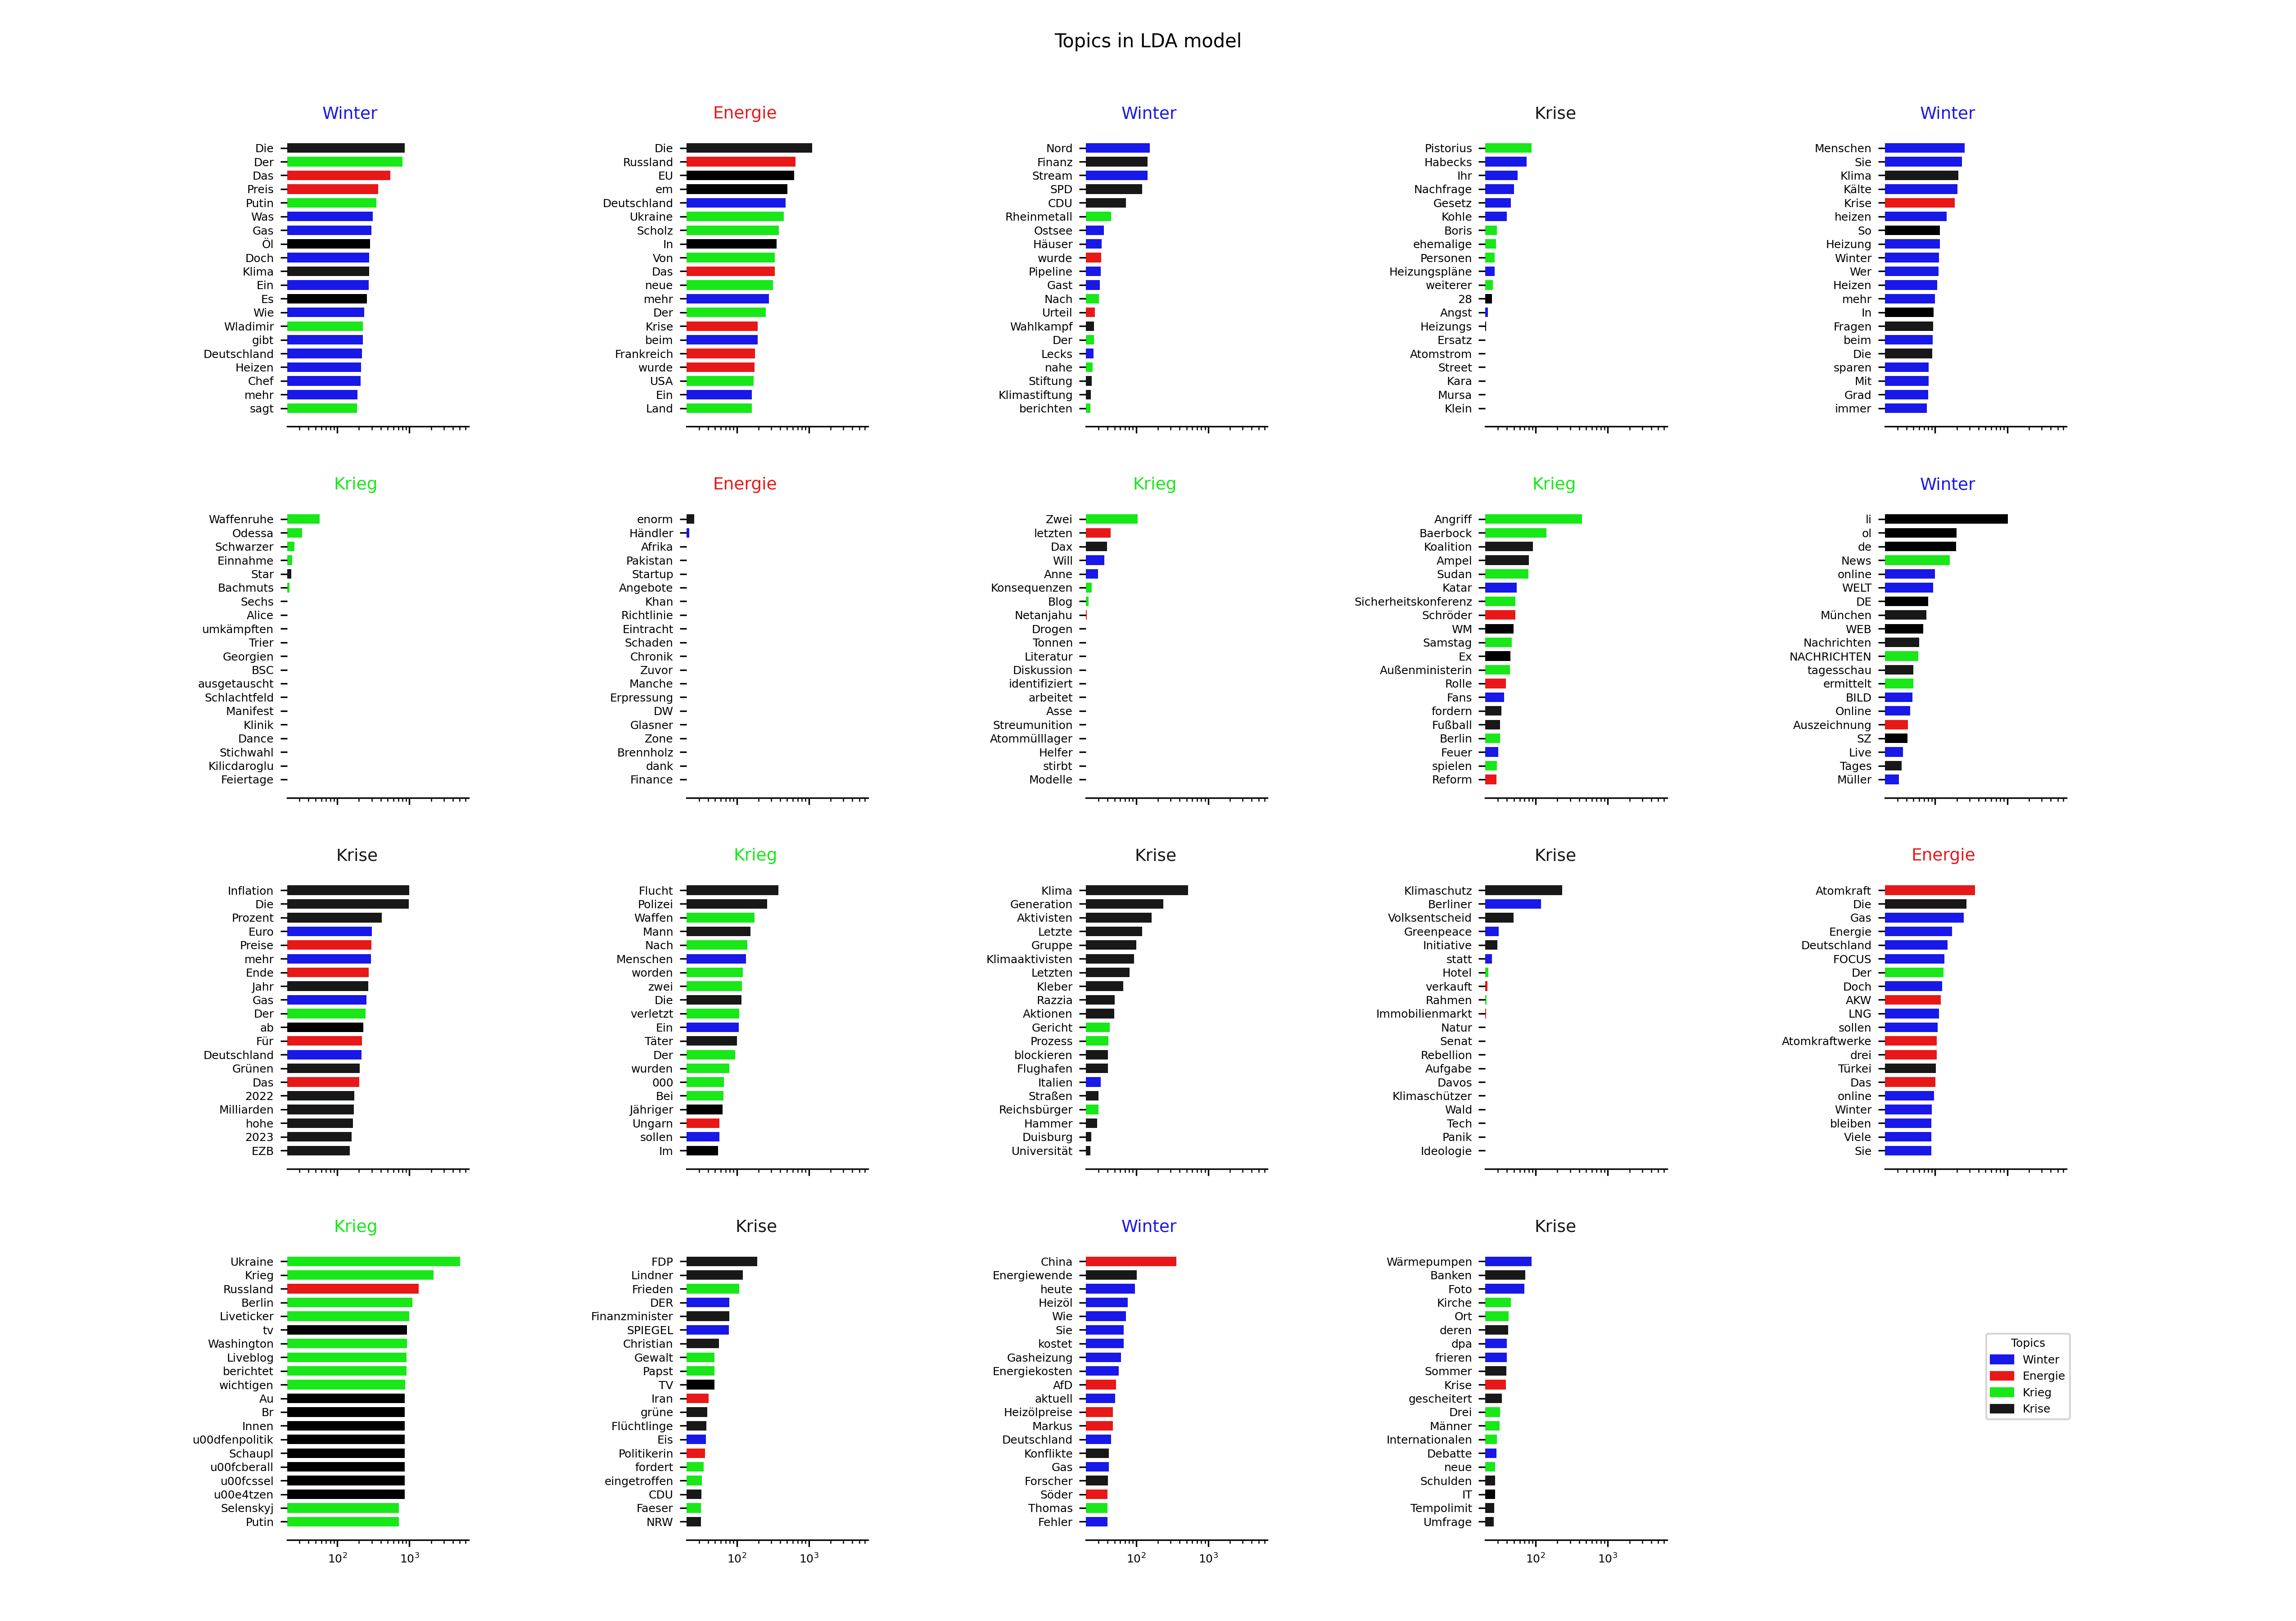 Topics in LDA model
Winter
Die
Der
Das
Preis
Putin
Was
Gas
Öl
Doch
Klima
Ein
Es
Wie
Wladimir
gibt
Deutschland
Heizen
Chef
mehr
sagt
Energie
Die
Russland
EU
em
Deutschland
Ukraine
Scholz
In
Von
Das
neue
mehr
Der
Krise
beim
Frankreich
wurde
USA
Ein
Land
Winter
Nord
Finanz
Stream
SPD
CDU
Rheinmetall
Ostsee
Häuser
wurde
Pipeline
Gast
Nach
Urteil
Wahlkampf
Der
Lecks
nahe
Stiftung
Klimastiftung
berichten
Krise
Pistorius
Habecks
Ihr
Nachfrage
Gesetz
Kohle
Boris
ehemalige
Personen
Heizungspläne
weiterer
28
Angst
Heizungs
Ersatz
Atomstrom
Street
Kara
Mursa
Klein
Winter
Menschen
Sie
Klima
Kälte
Krise
heizen
So
Heizung
Winter
Wer
Heizen
mehr
In
Fragen
beim
Die
sparen
Mit
Grad
immer
Krieg
Waffenruhe
Odessa
Schwarzer
Einnahme
Star
Bachmuts
Sechs
Alice
umkämpften
Trier
Georgien
BSC
ausgetauscht
Schlachtfeld
Manifest
Klinik
Dance
Stichwahl
Kilicdaroglu
Feiertage
Energie
enorm
Händler
Afrika
Pakistan
Startup
Angebote
Khan
Richtlinie
Eintracht
Schaden
Chronik
Zuvor
Manche
Erpressung
DW
Glasner
Zone
Brennholz
dank
Finance
Krieg
Zwei
letzten
Dax
Will
Anne
Konsequenzen
Blog
Netanjahu
Drogen
Tonnen
Literatur
Diskussion
identifiziert
arbeitet
Asse
Streumunition
Atommülllager
Helfer
stirbt
Modelle
Krieg
Angriff
Baerbock
Koalition
Ampel
Sudan
Katar
Sicherheitskonferenz
Schröder
WM
Samstag
Ex
Außenministerin
Rolle
Fans
fordern
Fußball
Berlin
Feuer
spielen
Reform
Winter
li
ol
de
News
online
WELT
DE
München
WEB
Nachrichten
NACHRICHTEN
tagesschau
ermittelt
BILD
Online
Auszeichnung
SZ
Live
Tages
Müller
Krise
Inflation
Die
Prozent
Euro
Preise
mehr
Ende
Jahr
Gas
Der
ab
Für
Deutschland
Grünen
Das
2022
Milliarden
hohe
2023
EZB
Krieg
Flucht
Polizei
Waffen
Mann
Nach
Menschen
worden
zwei
Die
verletzt
Ein
Täter
Der
wurden
000
Bei
Jähriger
Ungarn
sollen
Im
Krise
Klima
Generation
Aktivisten
Letzte
Gruppe
Klimaaktivisten
Letzten
Kleber
Razzia
Aktionen
Gericht
Prozess
blockieren
Flughafen
Italien
Straßen
Reichsbürger
Hammer
Duisburg
Universität
Krise
Klimaschutz
Berliner
Volksentscheid
Greenpeace
Initiative
statt
Hotel
verkauft
Rahmen
Immobilienmarkt
Natur
Senat
Rebellion
Aufgabe
Davos
Klimaschützer
Wald
Tech
Panik
Ideologie
Energie
Atomkraft
Die
Gas
Energie
Deutschland
FOCUS
Der
Doch
AKW
LNG
sollen
Atomkraftwerke
drei
Türkei
Das
online
Winter
bleiben
Viele
Sie
Krieg
Ukraine
Krieg
Russland
Berlin
Liveticker
tv
Washington
Liveblog
berichtet
wichtigen
Au
Br
Innen
u00dfenpolitik
Schaupl
u00fcberall
u00fcssel
u00e4tzen
Selenskyj
Putin
10²
10³
Krise
FDP
Lindner
Frieden
DER
Finanzminister
SPIEGEL
Christian
Gewalt
Papst
TV
Iran
grüne
Flüchtlinge
Eis
Politikerin
fordert
eingetroffen
CDU
Faeser
NRW
10²
10³
Winter
China
Energiewende
heute
Heizöl
Wie
Sie
kostet
Gasheizung
Energiekosten
AfD
aktuell
Heizölpreise
Markus
Deutschland
Konflikte
Gas
Forscher
Söder
Thomas
Fehler
10²
10³
Krise
Wärmepumpen
Banken
Foto
Kirche
Ort
deren
dpa
frieren
Sommer
Krise
gescheitert
Drei
Männer
Internationalen
Debatte
neue
Schulden
IT
Tempolimit
Umfrage
10²
10³
Topics
Winter
Energie
Krieg
Krise